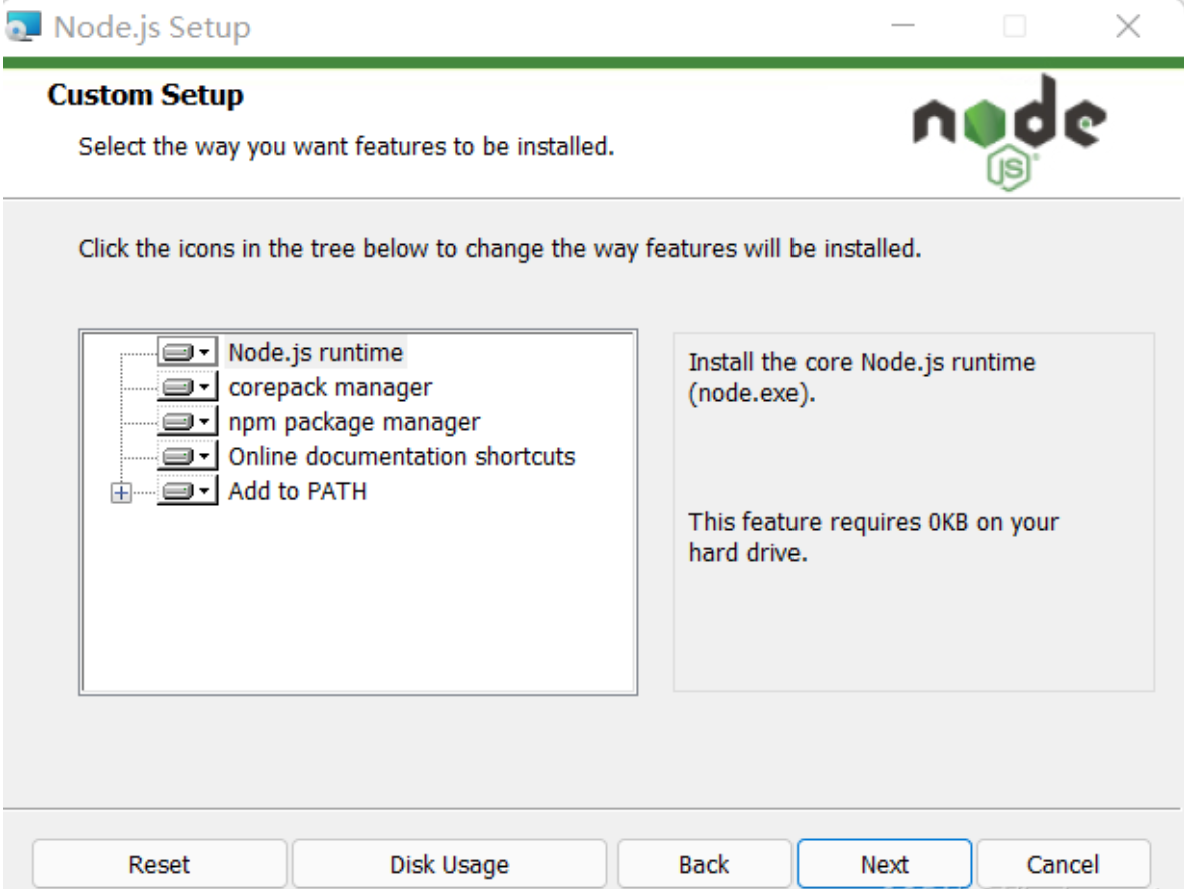 Node.js Setup
Custom Setup
Select the way you want features to be installed.
node
JS
Click the icons in the tree below to change the way features will be installed.
Node.js runtime
corepack manager
npm package manager
Online documentation shortcuts
Add to PATH
Install the core Node.js runtime
(node.exe).
This feature requires 0KB on your
hard drive.
Reset
Disk Usage
Back
Next
Cancel